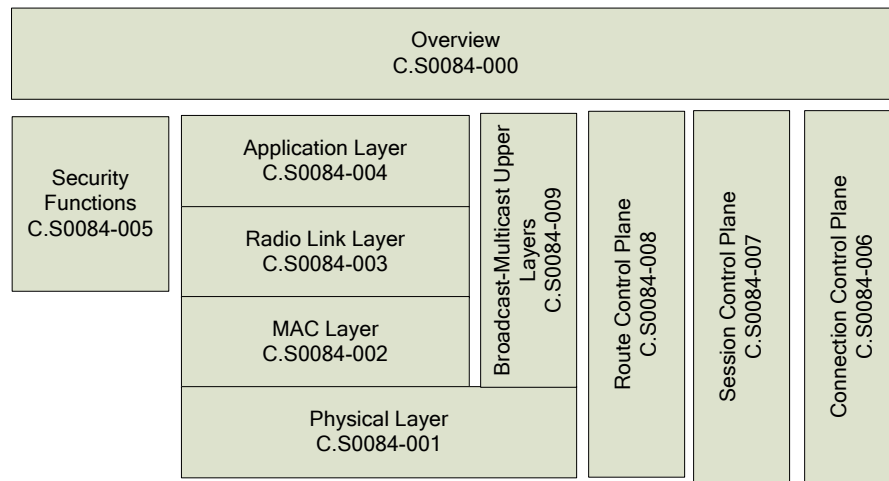 Overview
C.S0084-000
Security
Functions
C.S0084-005
Application Layer
C.S0084-004
Radio Link Layer
C.S0084-003
MAC Layer
C.S0084-002
Physical Layer
C.S0084-001
Broadcast-Multicast Upper
Layers
C.S0084-009
Route Control Plane
C.S0084-008
Session Control Plane
C.S0084-007
Connection Control Plane
C.S0084-006